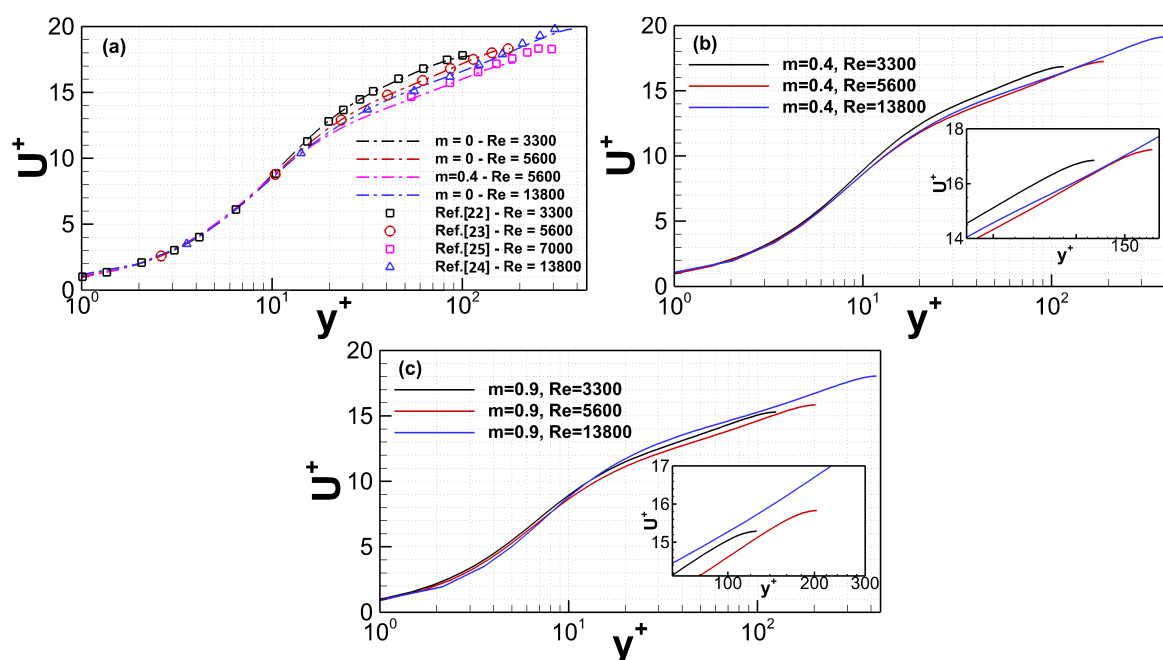 (a)
20
15
10
5
0
U+
10^0
10^1
10^2
y+
m = 0 - Re = 3300
m = 0 - Re = 5600
m=0.4 - Re = 5600
m = 0 - Re = 13800
Ref.[22] - Re = 3300
Ref.[23] - Re = 5600
Ref.[25] - Re = 7000
Ref.[24] - Re = 13800
(b)
20
15
10
5
0
U+
10^0
10^1
10^2
y+
m=0.4, Re=3300
m=0.4, Re=5600
m=0.4, Re=13800
18
16
14
U+
y+
150
(c)
20
15
10
5
0
U+
10^0
10^1
10^2
y+
m=0.9, Re=3300
m=0.9, Re=5600
m=0.9, Re=13800
17
16
15
U+
100
y+
200
300